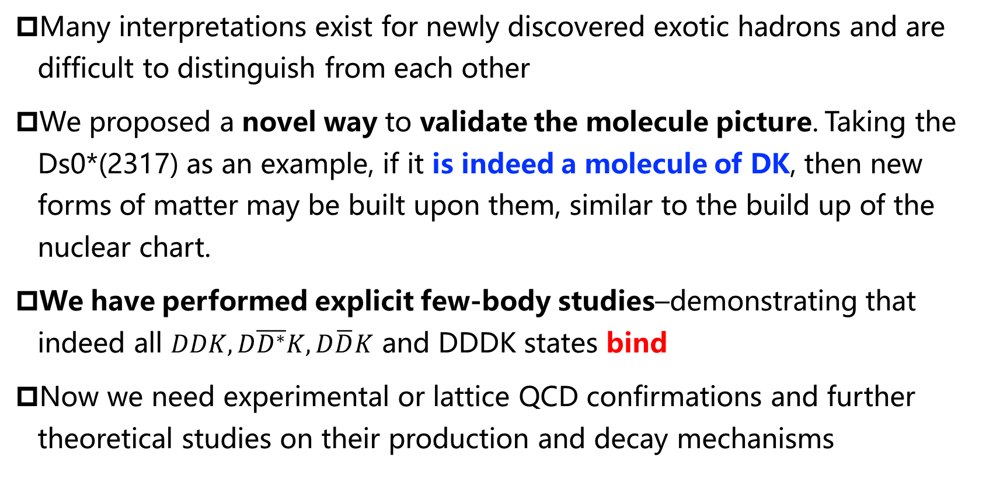 Many interpretations exist for newly discovered exotic hadrons and are
difficult to distinguish from each other
We proposed a novel way to validate the molecule picture. Taking the
Ds0*(2317) as an example, if it is indeed a molecule of DK, then new
forms of matter may be built upon them, similar to the build up of the
nuclear chart.
We have performed explicit few-body studies–demonstrating that
indeed all DDK, D\overline{D^*}K, D\overline{D}K and DDDK states bind
Now we need experimental or lattice QCD confirmations and further
theoretical studies on their production and decay mechanisms